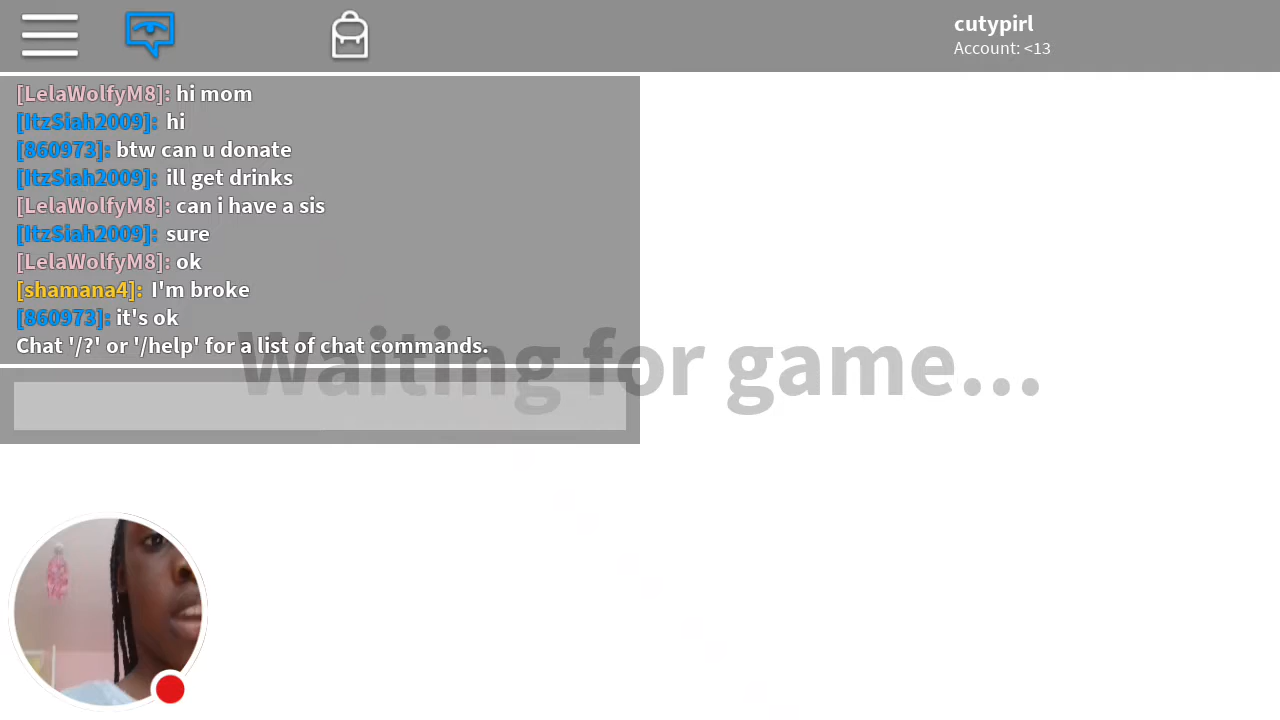 cutypirl
Account: <13
[LelaWolfyM8]: hi mom
[ItzSiah2009]: hi
[860973]: btw can u donate
[ItzSiah2009]: ill get drinks
[LelaWolfyM8]: can i have a sis
[ItzSiah2009]: sure
[LelaWolfyM8]: ok
[shamana4]: I'm broke
[860973]: it's ok
Chat '/?' or '/help' for a list of chat commands.
Waiting for game...